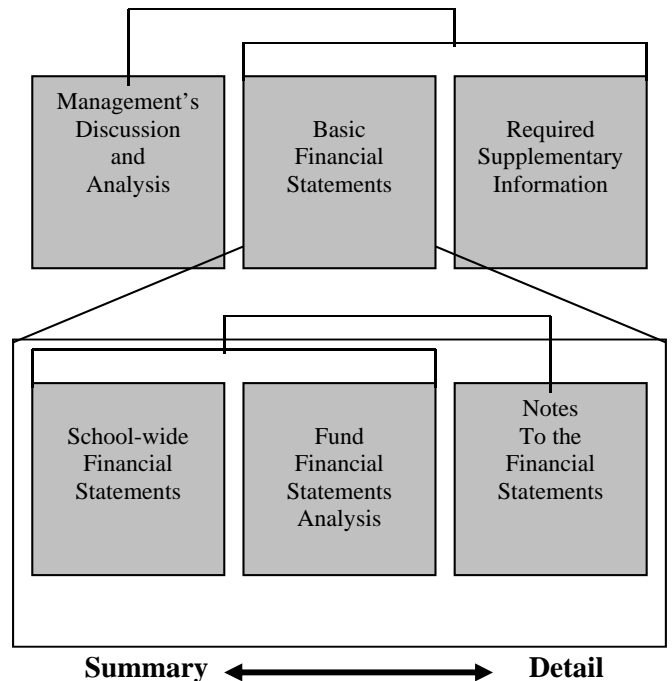 Management's
Discussion
and
Analysis
Basic
Financial
Statements
Required
Supplementary
Information
School-wide
Financial
Statements
Fund
Financial
Statements
Analysis
Notes
To the
Financial
Statements
Summary
Detail